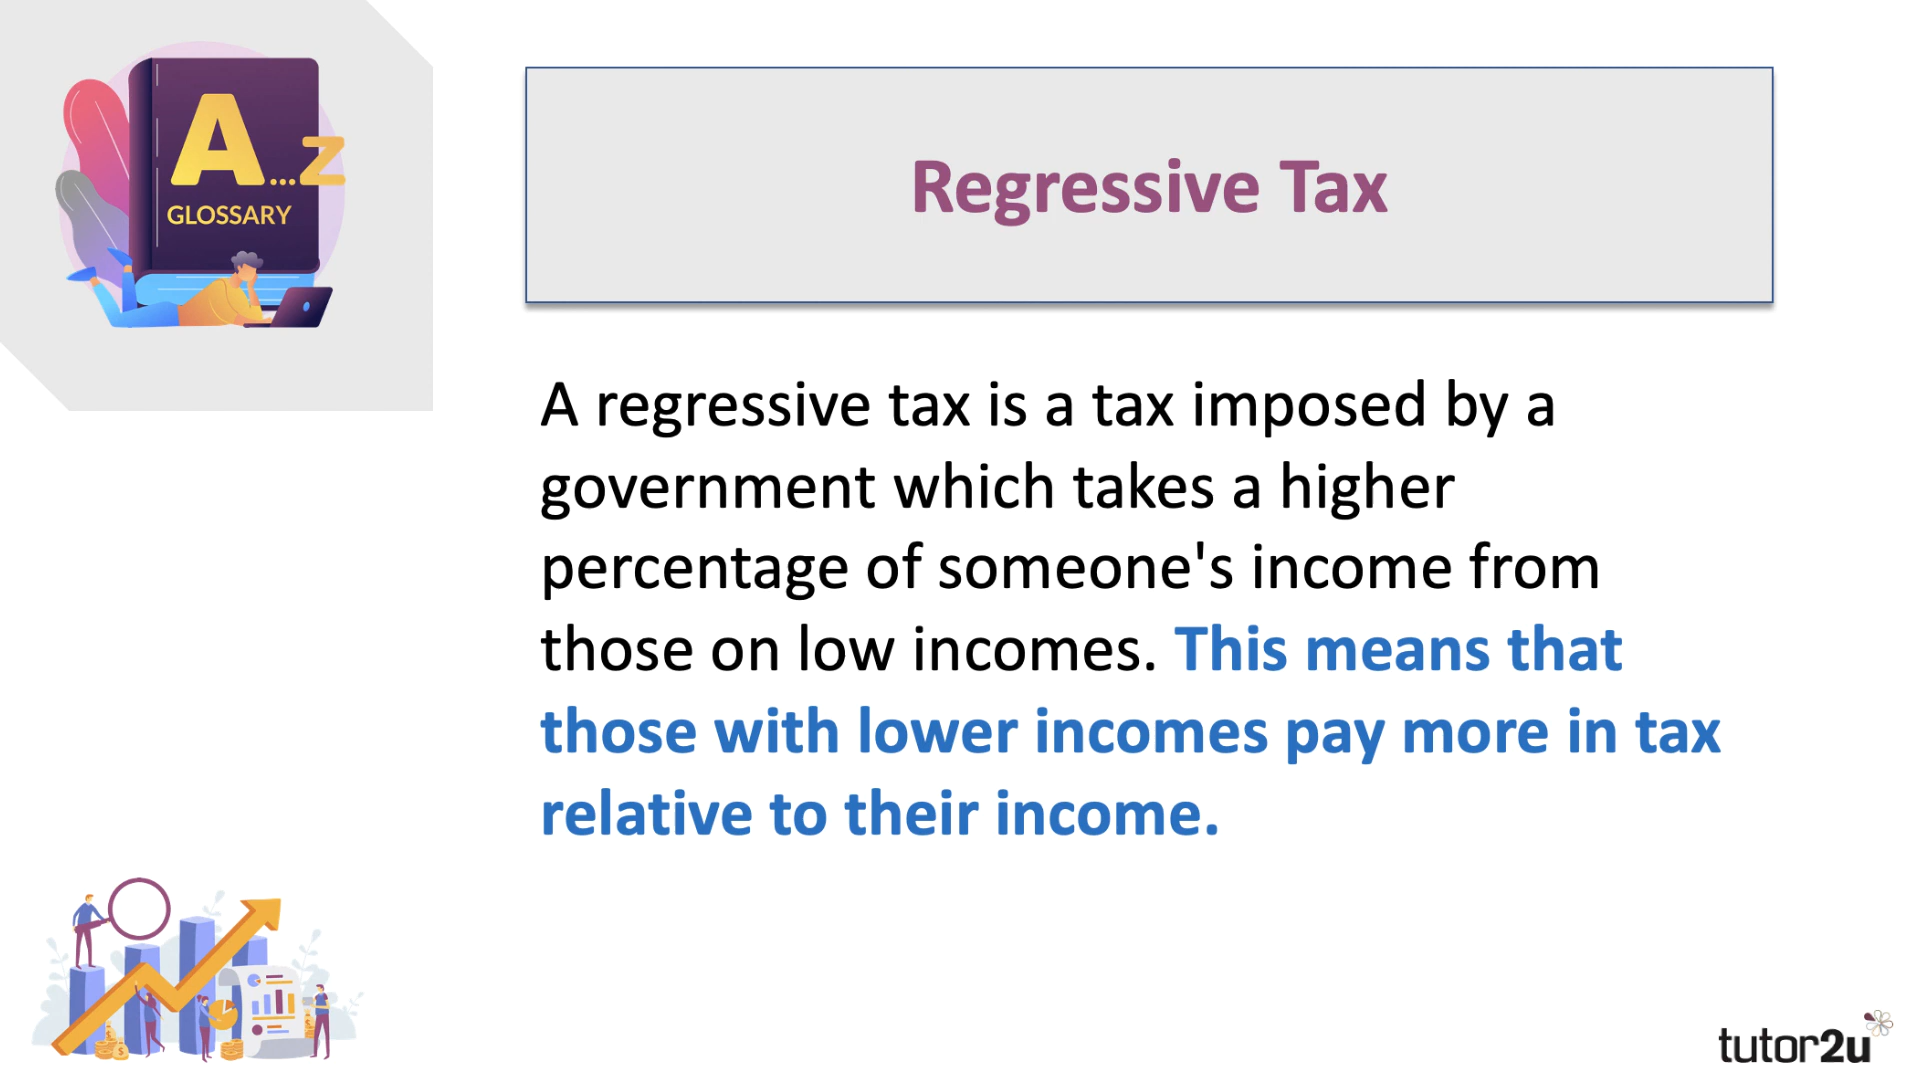 A...z
GLOSSARY
Regressive Tax
A regressive tax is a tax imposed by a
government which takes a higher
percentage of someone's income from
those on low incomes. This means that
those with lower incomes pay more in tax
relative to their income.
tutor2u